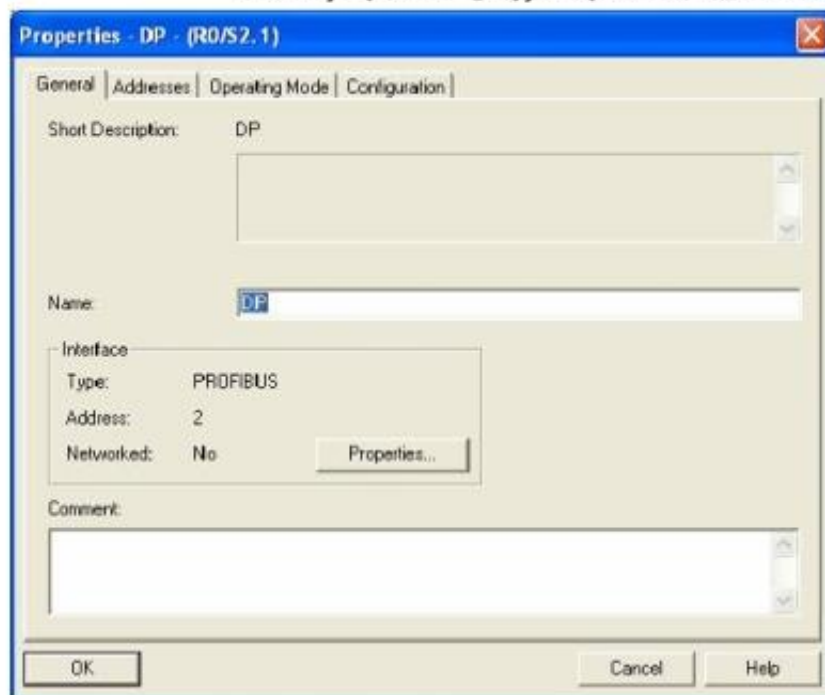 Properties - DP - (R0/S2.1)
General Addresses Operating Mode Configuration
Short Description: DP
Name: DP
Interface
Type: PROFIBUS
Address: 2
Networked: No Properties...
Comment:
OK Cancel Help